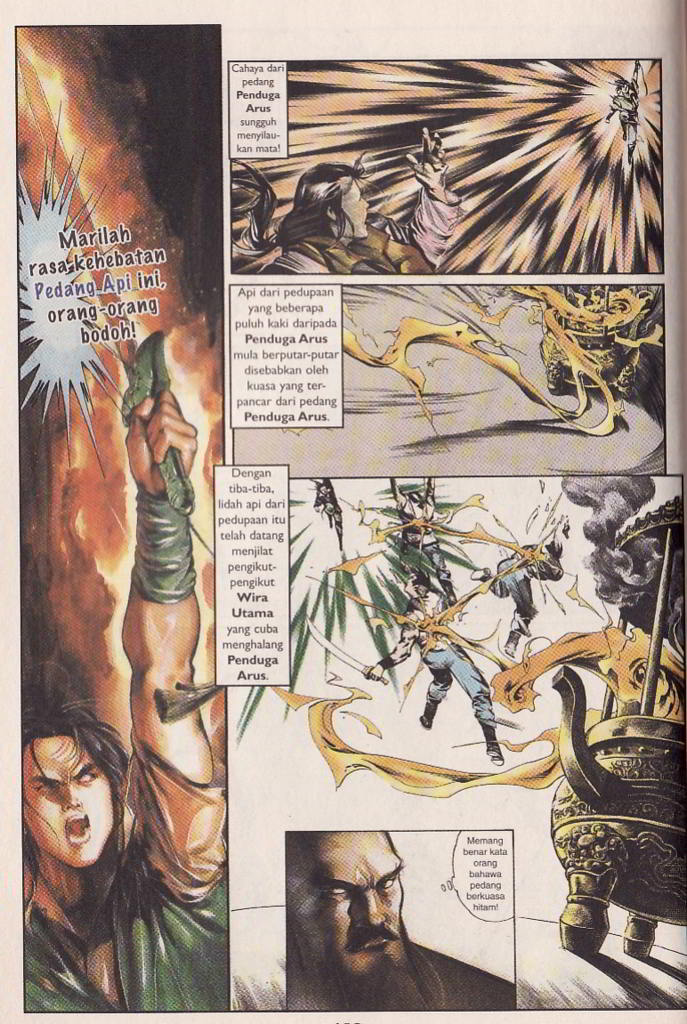 Marilah
rasa kehebatan
Pedang Api ini,
orang-orang
bodoh!
Cahaya dari
pedang
Penduga
Arus
sungguh
menyilau-
kan mata!
Api dari pedupaan
yang beberapa
puluh kaki daripada
Penduga Arus
mula berputar-putar
disebabkan oleh
kuasa yang ter-
pancar dari pedang
Penduga Arus.
Dengan
tiba-tiba,
lidah api dari
pedupaan itu
telah datang
menjilat
pengikut-
pengikut
Wira
Utama
yang cuba
menghalang
Penduga
Arus.
Memang
benar kata
orang
bahawa
pedang
berkuasa
hitam!